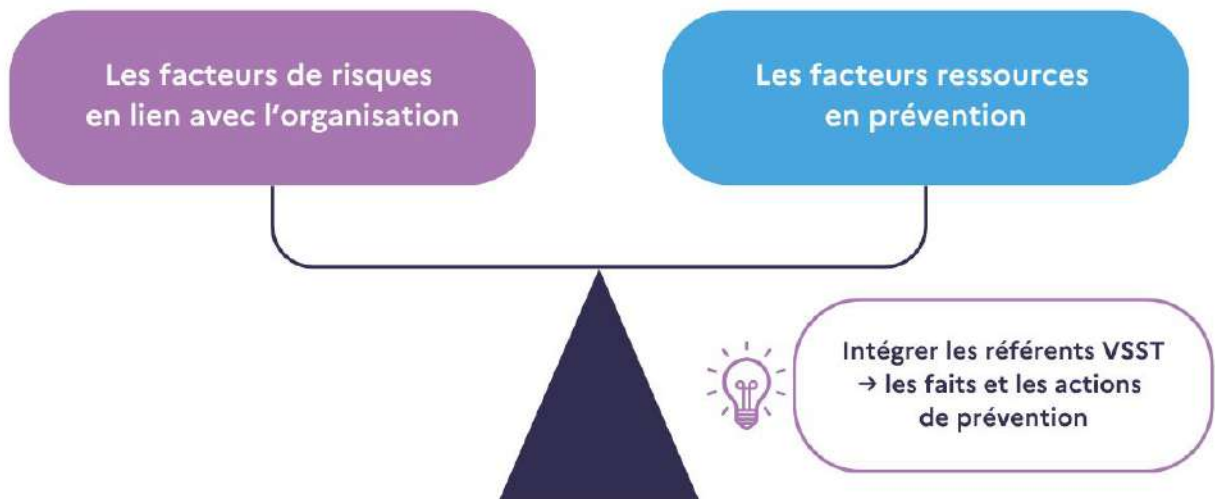 Les facteurs de risques
en lien avec l’organisation
Les facteurs ressources
en prévention
Intégrer les référents VSST
→ les faits et les actions
de prévention